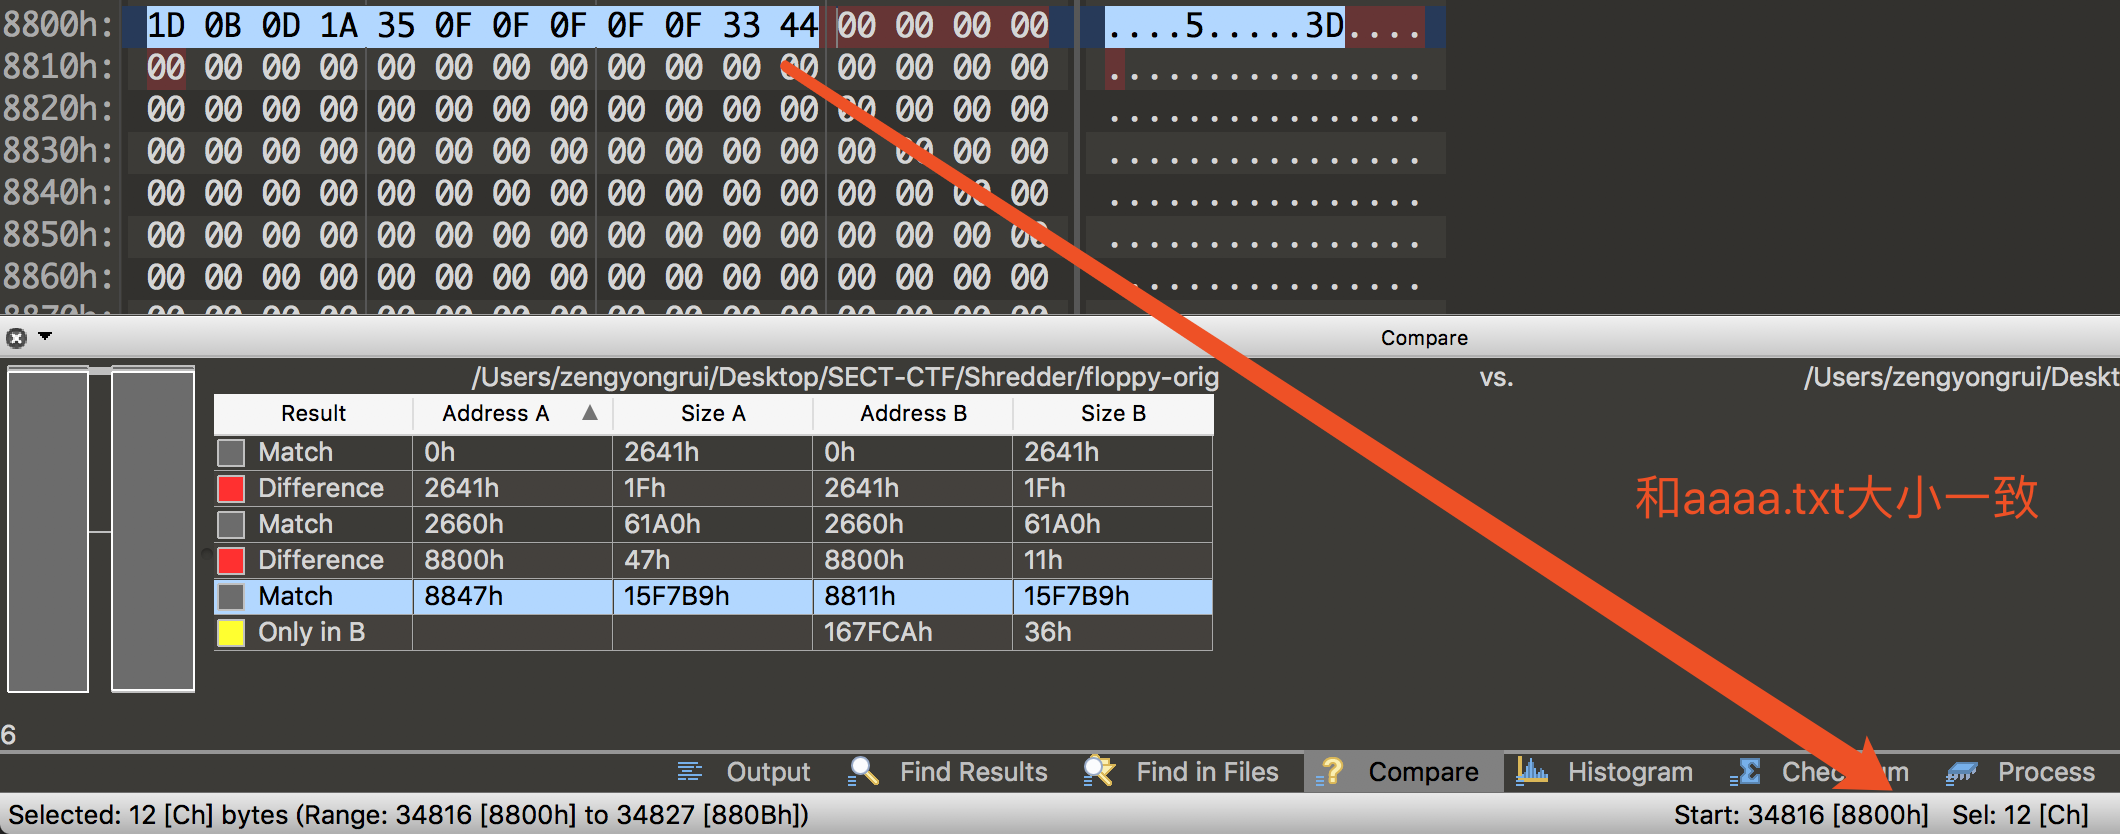 8800h: 1D 0B 0D 1A 35 0F 0F 0F 0F 0F 33 44 00 00 00 00 ....5.....3D....
8810h: 00 00 00 00 00 00 00 00 00 00 00 00 00 00 00 00 ................
8820h: 00 00 00 00 00 00 00 00 00 00 00 00 00 00 00 00 ................
8830h: 00 00 00 00 00 00 00 00 00 00 00 00 00 00 00 00 ................
8840h: 00 00 00 00 00 00 00 00 00 00 00 00 00 00 00 00 ................
8850h: 00 00 00 00 00 00 00 00 00 00 00 00 00 00 00 00 ................
8860h: 00 00 00 00 00 00 00 00 00 00 00 00 00 00 00 00 ................
Compare
/Users/zengyongrui/Desktop/SECT-CTF/Shredder/floppy-orig vs. /Users/zengyongrui/Deskt
Result Address A ▲ Size A Address B Size B
Match 0h 2641h 0h 2641h
Difference 2641h 1Fh 2641h 1Fh
Match 2660h 61A0h 2660h 61A0h
Difference 8800h 47h 8800h 11h
Match 8847h 15F7B9h 8811h 15F7B9h
Only in B 167FCAh 36h
和aaaa.txt大小一致
6
Output Find Results Find in Files Compare Histogram Process
Selected: 12 [Ch] bytes (Range: 34816 [8800h] to 34827 [880Bh]) Start: 34816 [8800h] Sel: 12 [Ch]